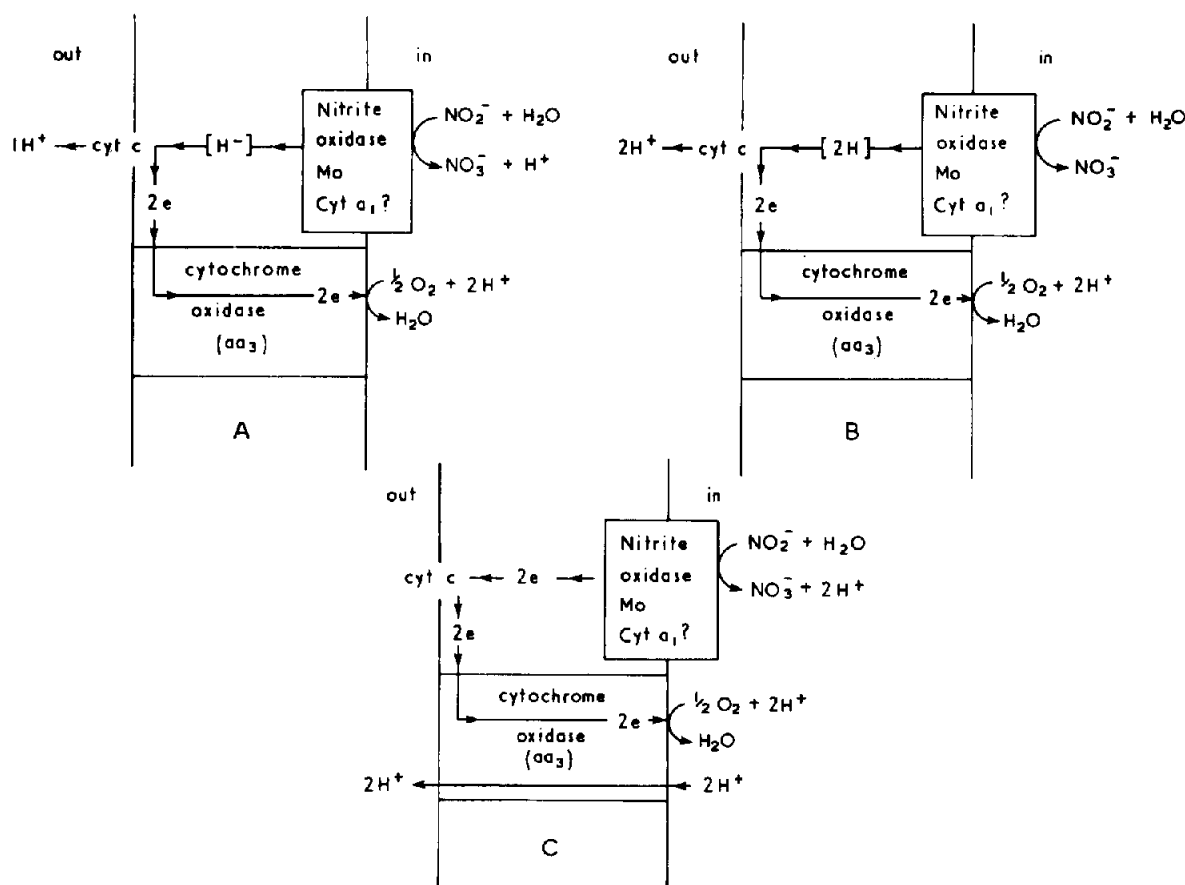 out
in
Nitrite
oxidase
Mo
Cyt a₁?
NO₂⁻ + H₂O
NO₃⁻ + H⁺
1H⁺
cyt c
[H⁻]
2e
cytochrome
oxidase
(aa₃)
2e
½ O₂ + 2H⁺
H₂O
A
out
in
Nitrite
oxidase
Mo
Cyt a₁?
NO₂⁻ + H₂O
NO₃⁻
2H⁺
cyt c
[2H]
2e
cytochrome
oxidase
(aa₃)
2e
½ O₂ + 2H⁺
H₂O
B
out
in
Nitrite
oxidase
Mo
Cyt a₁?
NO₂⁻ + H₂O
NO₃⁻ + 2H⁺
cyt c
2e
2e
cytochrome
oxidase
(aa₃)
2e
½ O₂ + 2H⁺
H₂O
2H⁺
2H⁺
C